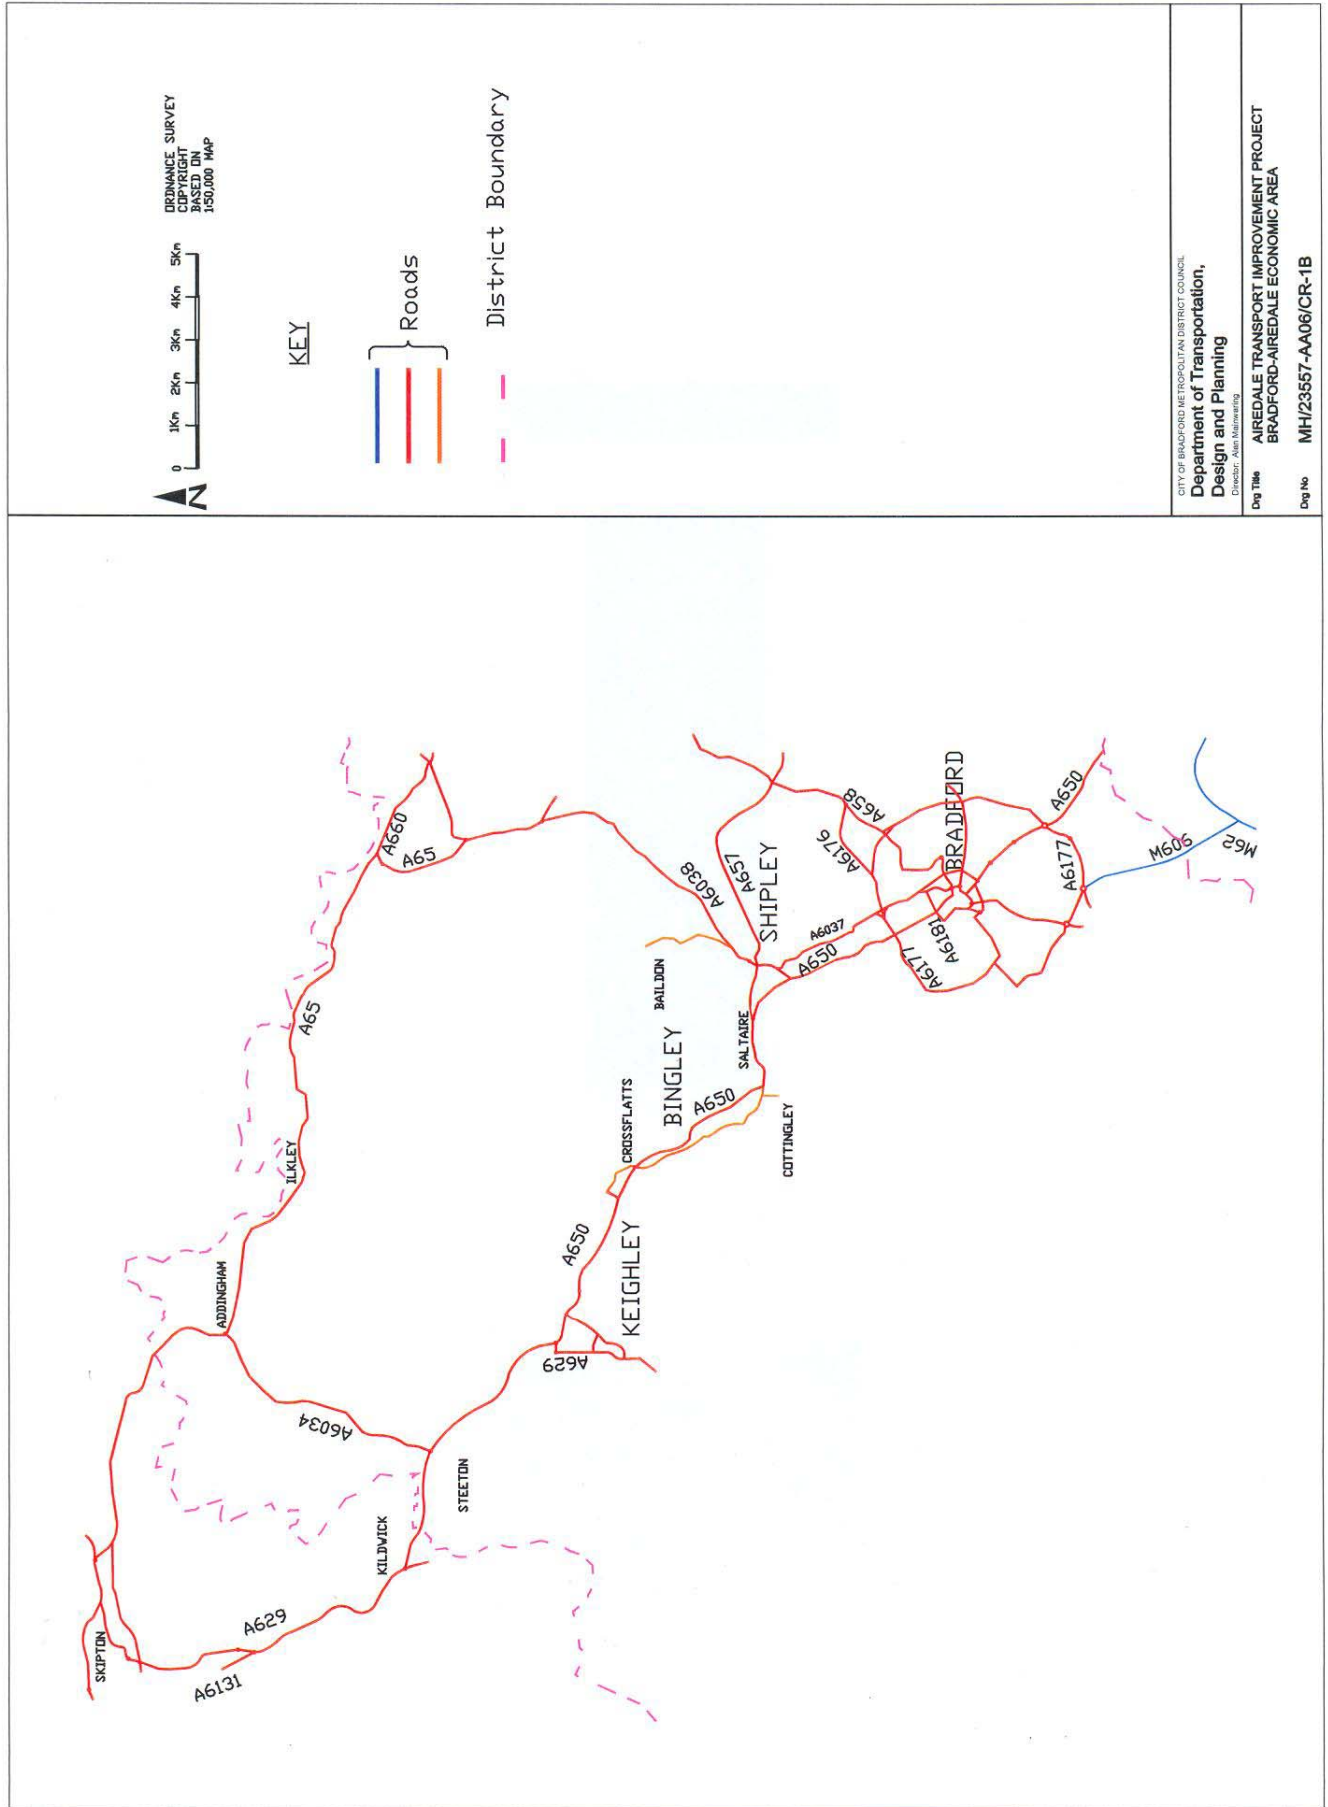 SKIPTON
A6131
A629
KILDWICK
STEETON
A6034
ADDINGHAM
ILKLEY
A65
A660
A65
A629
KEIGHLEY
A650
CROSSFLATTS
BINGLEY
A650
COTTINGLEY
BAILDON
SALTAIRE
SHIPLEY
A6038
A657
A6037
A650
A6177
A6181
A6176
A658
BRADFORD
A650
A6177
M606
M62
N
0 1Km 2Km 3Km 4Km 5Km
ORDNANCE SURVEY
COPYRIGHT
BASED ON
1:50,000 MAP
KEY
Roads
District Boundary
CITY OF BRADFORD METROPOLITAN DISTRICT COUNCIL
Department of Transportation,
Design and Planning
Director: Alan Mainwaring
Drg Title AIREDALE TRANSPORT IMPROVEMENT PROJECT
BRADFORD-AIREDALE ECONOMIC AREA
Drg No MH/23557-AA06/CR-1B